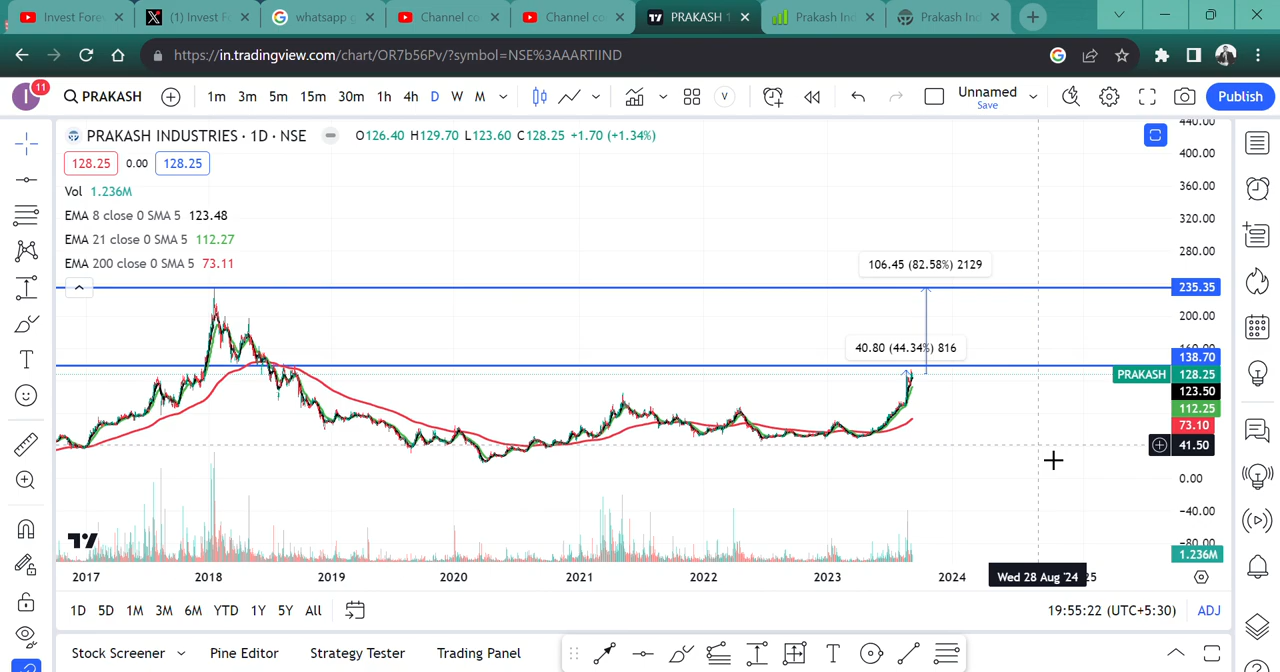 Invest Fores
(1) Invest F
whatsapp g
Channel co
Channel co
PRAKASH 1
Prakash Ind
Prakash Ind
https://in.tradingview.com/chart/OR7b56Pv/?symbol=NSE%3AAARTIIND
I
11
PRAKASH
1m 3m 5m 15m 30m 1h 4h D W M
V
Unnamed
Save
Publish
PRAKASH INDUSTRIES · 1D · NSE
O126.40 H129.70 L123.60 C128.25 +1.70 (+1.34%)
128.25 0.00 128.25
Vol 1.236M
EMA 8 close 0 SMA 5 123.48
EMA 21 close 0 SMA 5 112.27
EMA 200 close 0 SMA 5 73.11
106.45 (82.58%) 2129
40.80 (44.34%) 816
440.00
400.00
360.00
320.00
280.00
235.35
200.00
160.00
138.70
PRAKASH 128.25
123.50
112.25
73.10
41.50
0.00
−40.00
−80.00
1.236M
2017 2018 2019 2020 2021 2022 2023 2024 Wed 28 Aug '24
1D 5D 1M 3M 6M YTD 1Y 5Y All
19:55:22 (UTC+5:30) ADJ
Stock Screener Pine Editor Strategy Tester Trading Panel